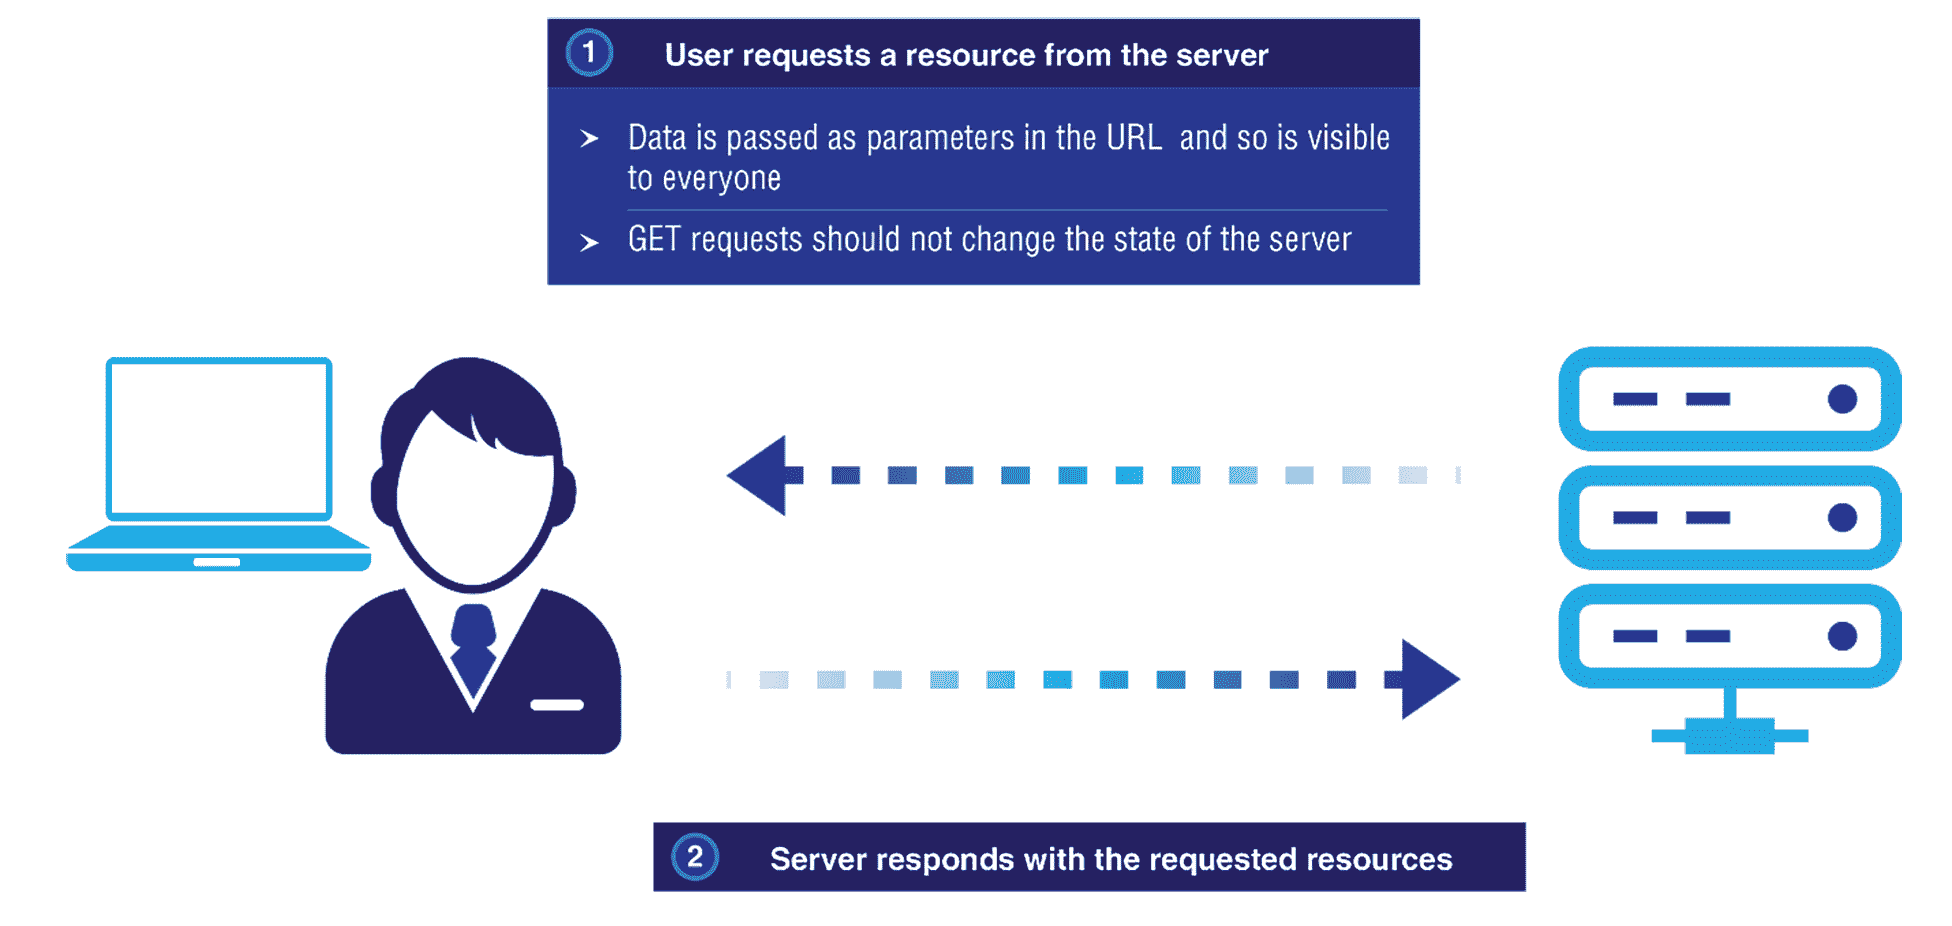 1 User requests a resource from the server
Data is passed as parameters in the URL and so is visible
to everyone
GET requests should not change the state of the server
2 Server responds with the requested resources